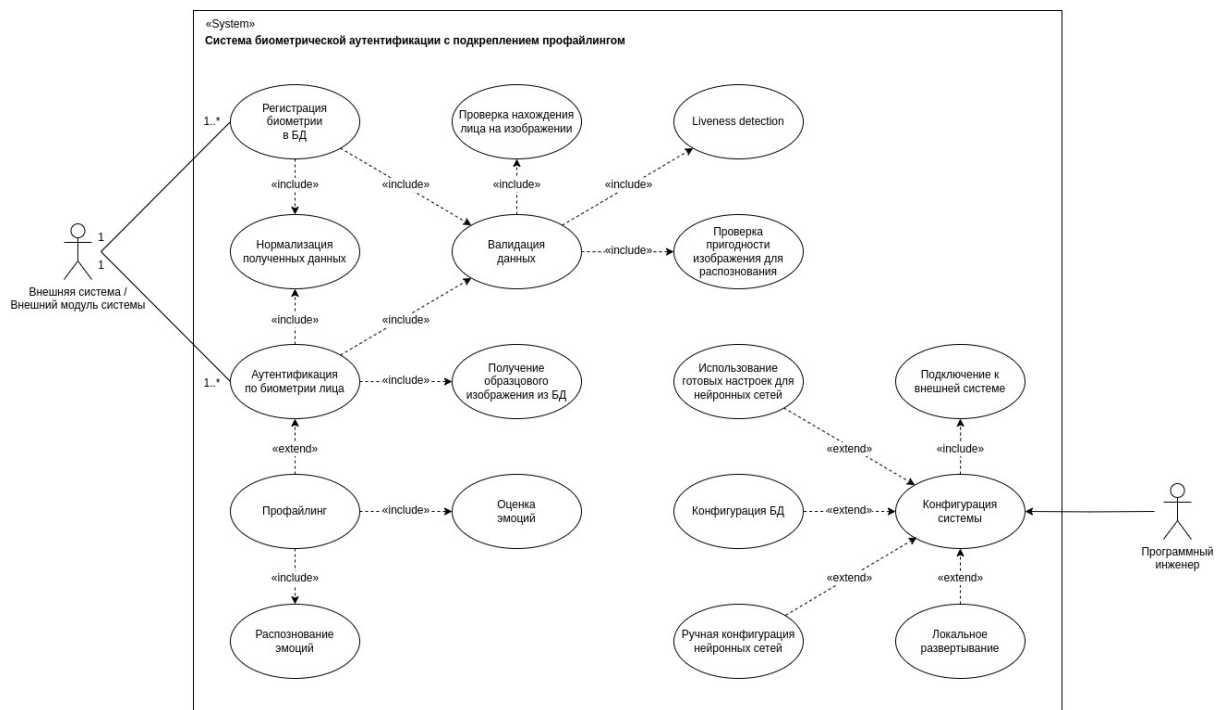 «System»
Система биометрической аутентификации с подкреплением профайлингом
Регистрация
биометрии
в БД
Проверка нахождения
лица на изображении
Liveness detection
1..*
«include»
«include»
«include»
«include»
1
1
Внешняя система /
Внешний модуль системы
Нормализация
полученных данных
Валидация
данных
«include»
Проверка
пригодности
изображения для
распознования
«include»
«include»
1..*
Аутентификация
по биометрии лица
«include»
Получение
образцового
изображения из БД
Использование
готовых настроек для
нейронных сетей
Подключение к
внешней системе
«extend»
«extend»
«include»
Профайлинг
«include»
Оценка
эмоций
Конфигурация БД
«extend»
Конфигурация
системы
Программный
инженер
«include»
«extend»
«extend»
Распознование
эмоций
Ручная конфигурация
нейронных сетей
Локальное
развертывание